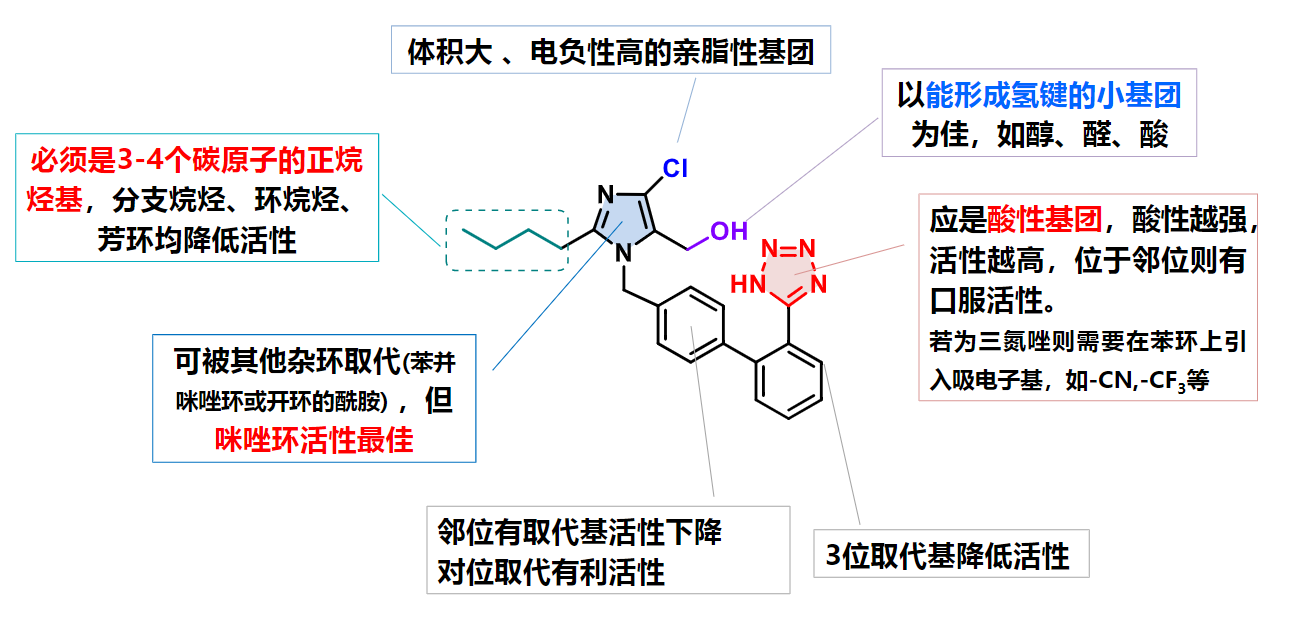 体积大 、电负性高的亲脂性基团
以能形成氢键的小基团
为佳，如醇、醛、酸
必须是3-4个碳原子的正烷
烃基，分支烷烃、环烷烃、
芳环均降低活性
Cl
N
OH
N
N
N
HN
N
应是酸性基团，酸性越强，
活性越高，位于邻位则有
口服活性。
若为三氮唑则需要在苯环上引
入吸电子基，如-CN,-CF3等
可被其他杂环取代(苯并
咪唑环或开环的酰胺) ，但
咪唑环活性最佳
邻位有取代基活性下降
对位取代有利活性
3位取代基降低活性